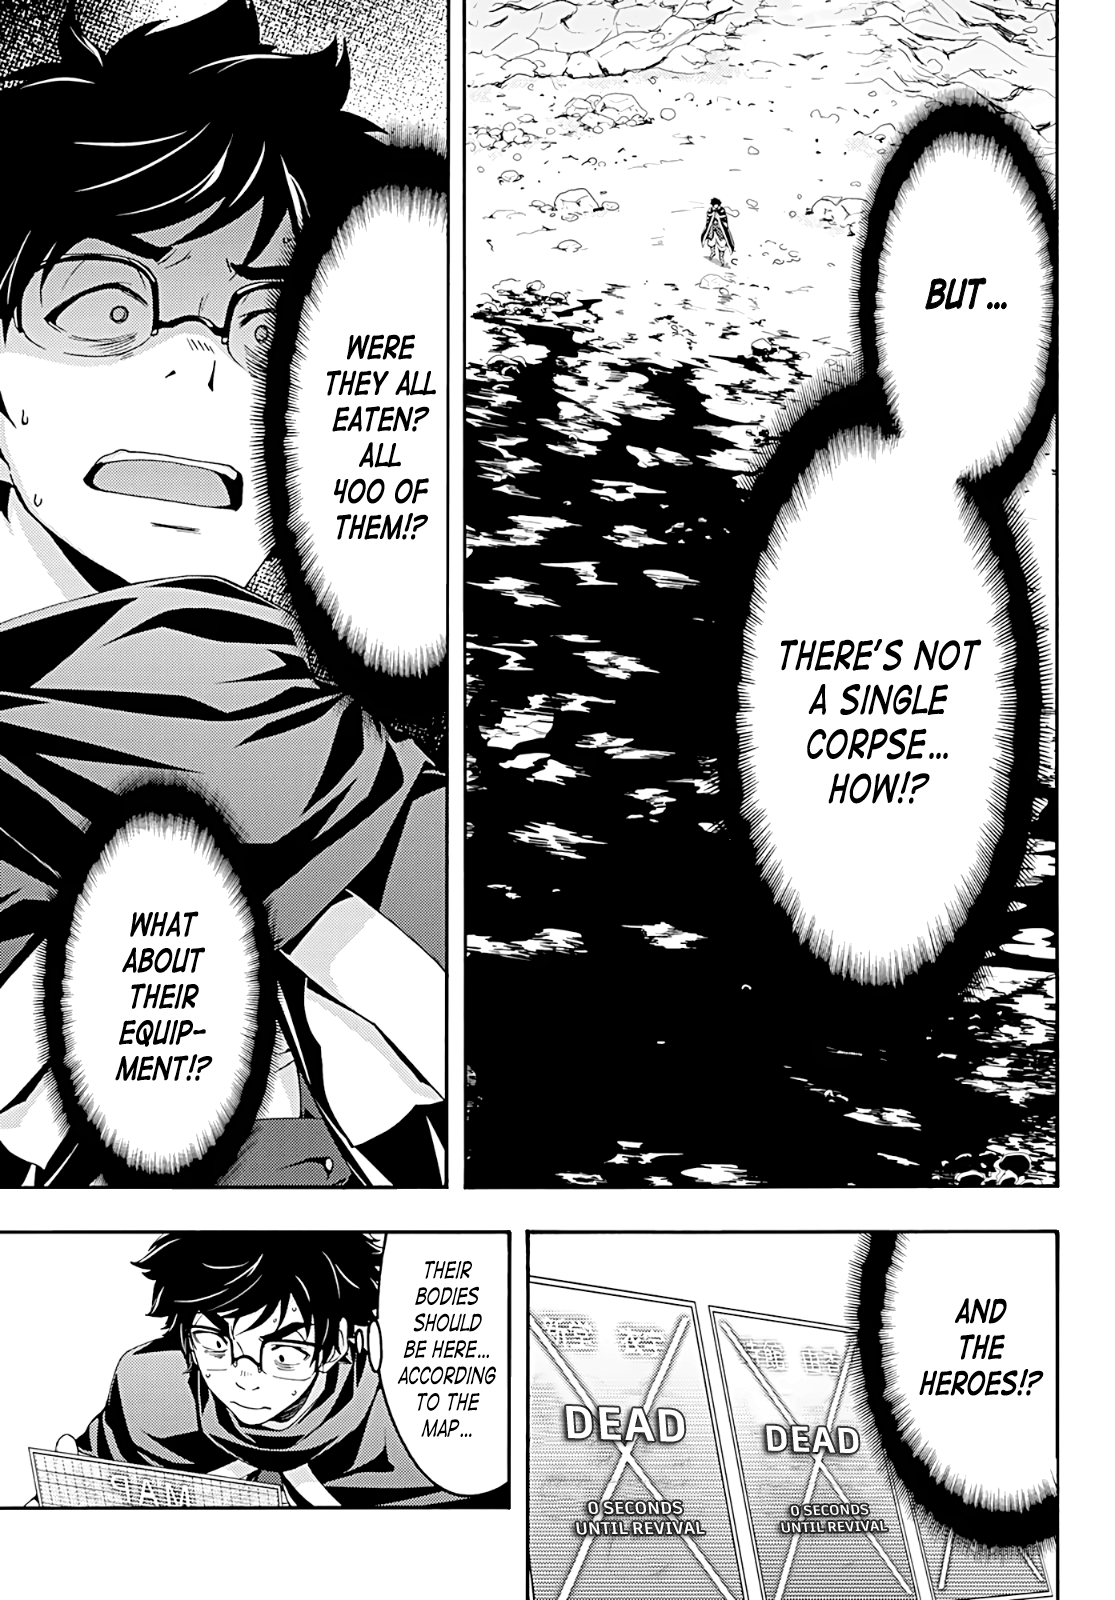 BUT...
THERE'S NOT
A SINGLE
CORPSE...
HOW!?
WERE
THEY ALL
EATEN?
ALL
400 OF
THEM!?
WHAT
ABOUT
THEIR
EQUIP-
MENT!?
AND
THE
HEROES!?
DEAD
0 SECONDS
UNTIL REVIVAL
DEAD
0 SECONDS
UNTIL REVIVAL
THEIR
BODIES
SHOULD
BE HERE...
ACCORDING
TO THE
MAP...
MAP